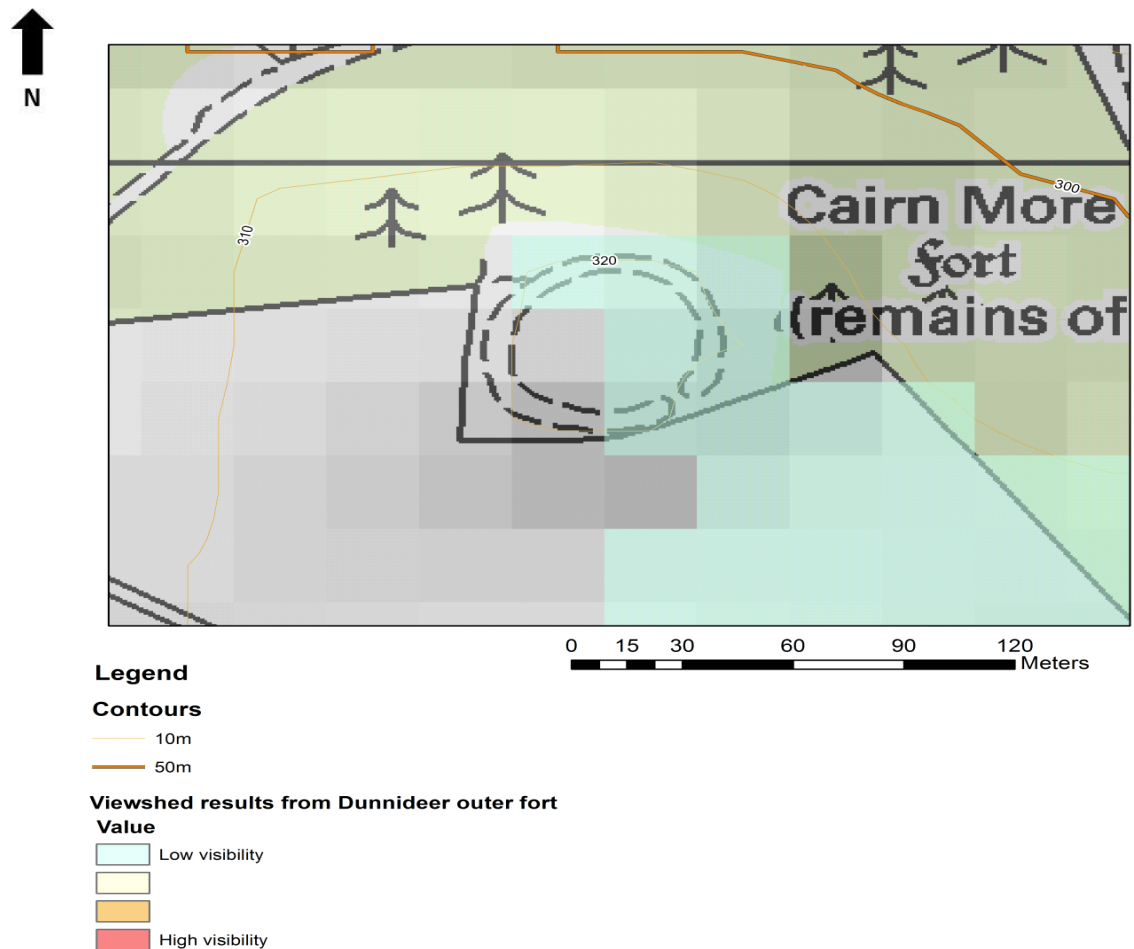 N
310
320
300
Cairn More
fort
(remains of
0 15 30 60 90 120
Meters
Legend
Contours
10m
50m
Viewshed results from Dunnideer outer fort
Value
Low visibility
High visibility